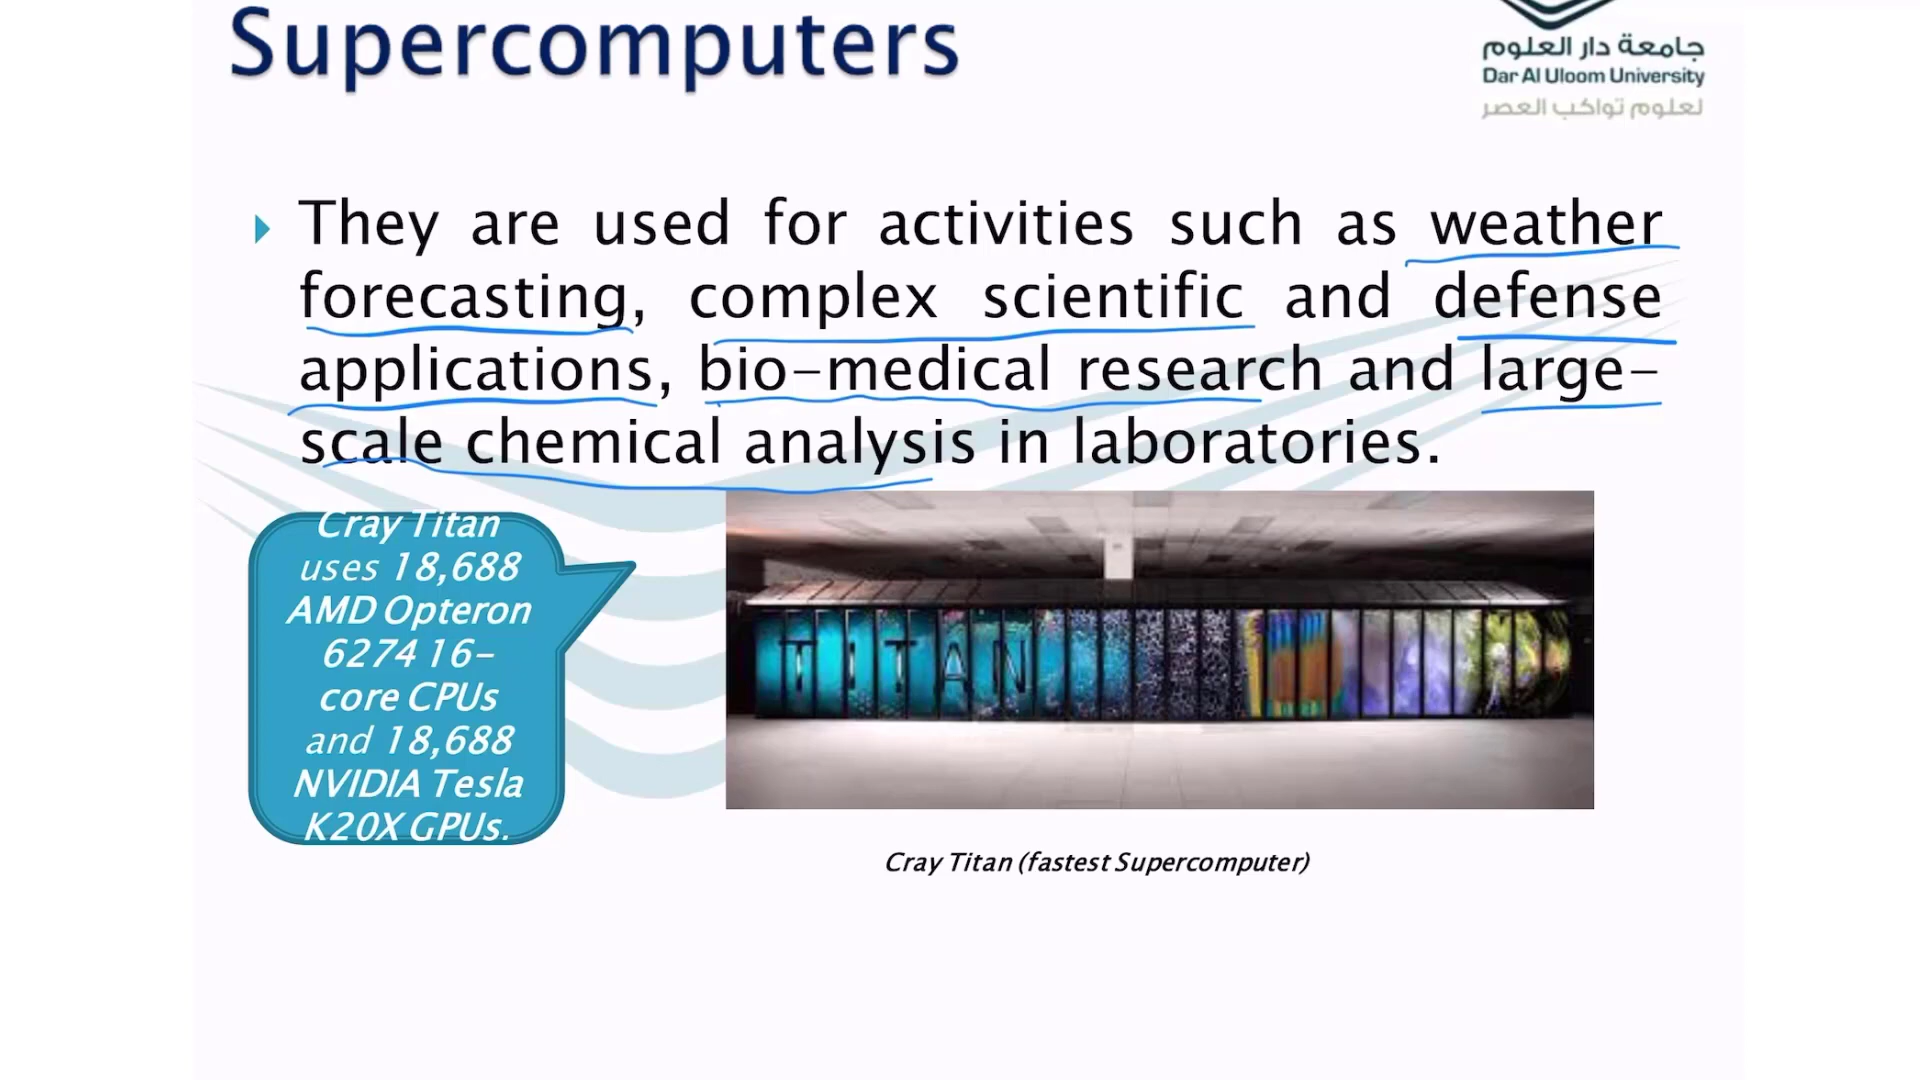 Supercomputers
جامعة دار العلوم
Dar Al Uloom University
لعلوم تواكب العصر
They are used for activities such as weather
forecasting, complex scientific and defense
applications, bio-medical research and large-
scale chemical analysis in laboratories.
Cray Titan
uses 18,688
AMD Opteron
6274 16-
core CPUs
and 18,688
NVIDIA Tesla
K20X GPUs.
TITAN
Cray Titan (fastest Supercomputer)